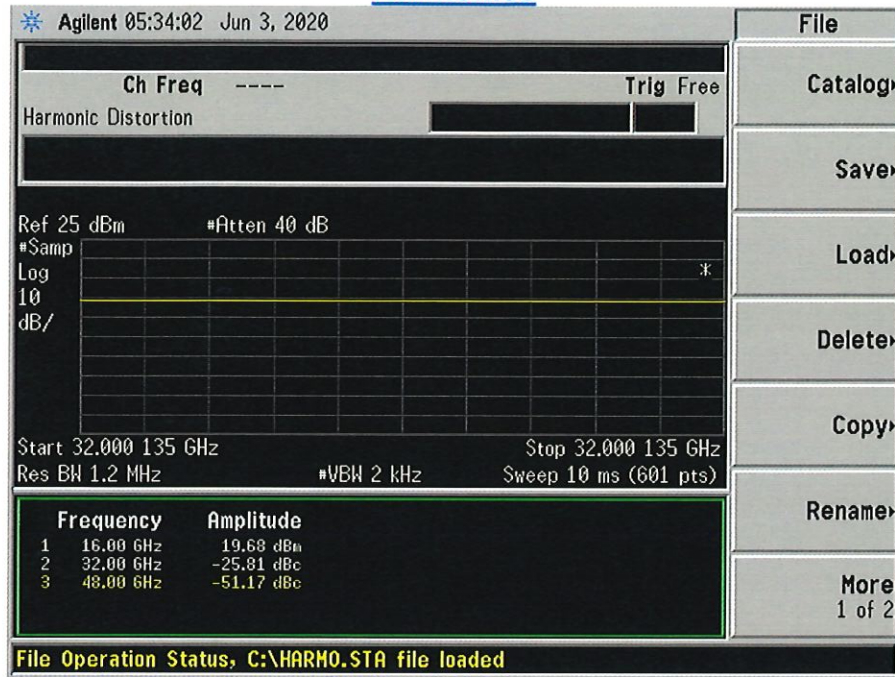 Agilent 05:34:02 Jun 3, 2020
File
Ch Freq ----
Trig Free
Harmonic Distortion
Catalog
Save
Ref 25 dBm #Atten 40 dB
#Samp
Log
10
dB/
*
Load
Delete
Copy
Start 32.000 135 GHz
Stop 32.000 135 GHz
Res BW 1.2 MHz #VBW 2 kHz Sweep 10 ms (601 pts)
Rename
Frequency Amplitude
1 16.00 GHz 19.68 dBm
2 32.00 GHz -25.81 dBc
3 48.00 GHz -51.17 dBc
More
1 of 2
File Operation Status, C:\HARMO.STA file loaded